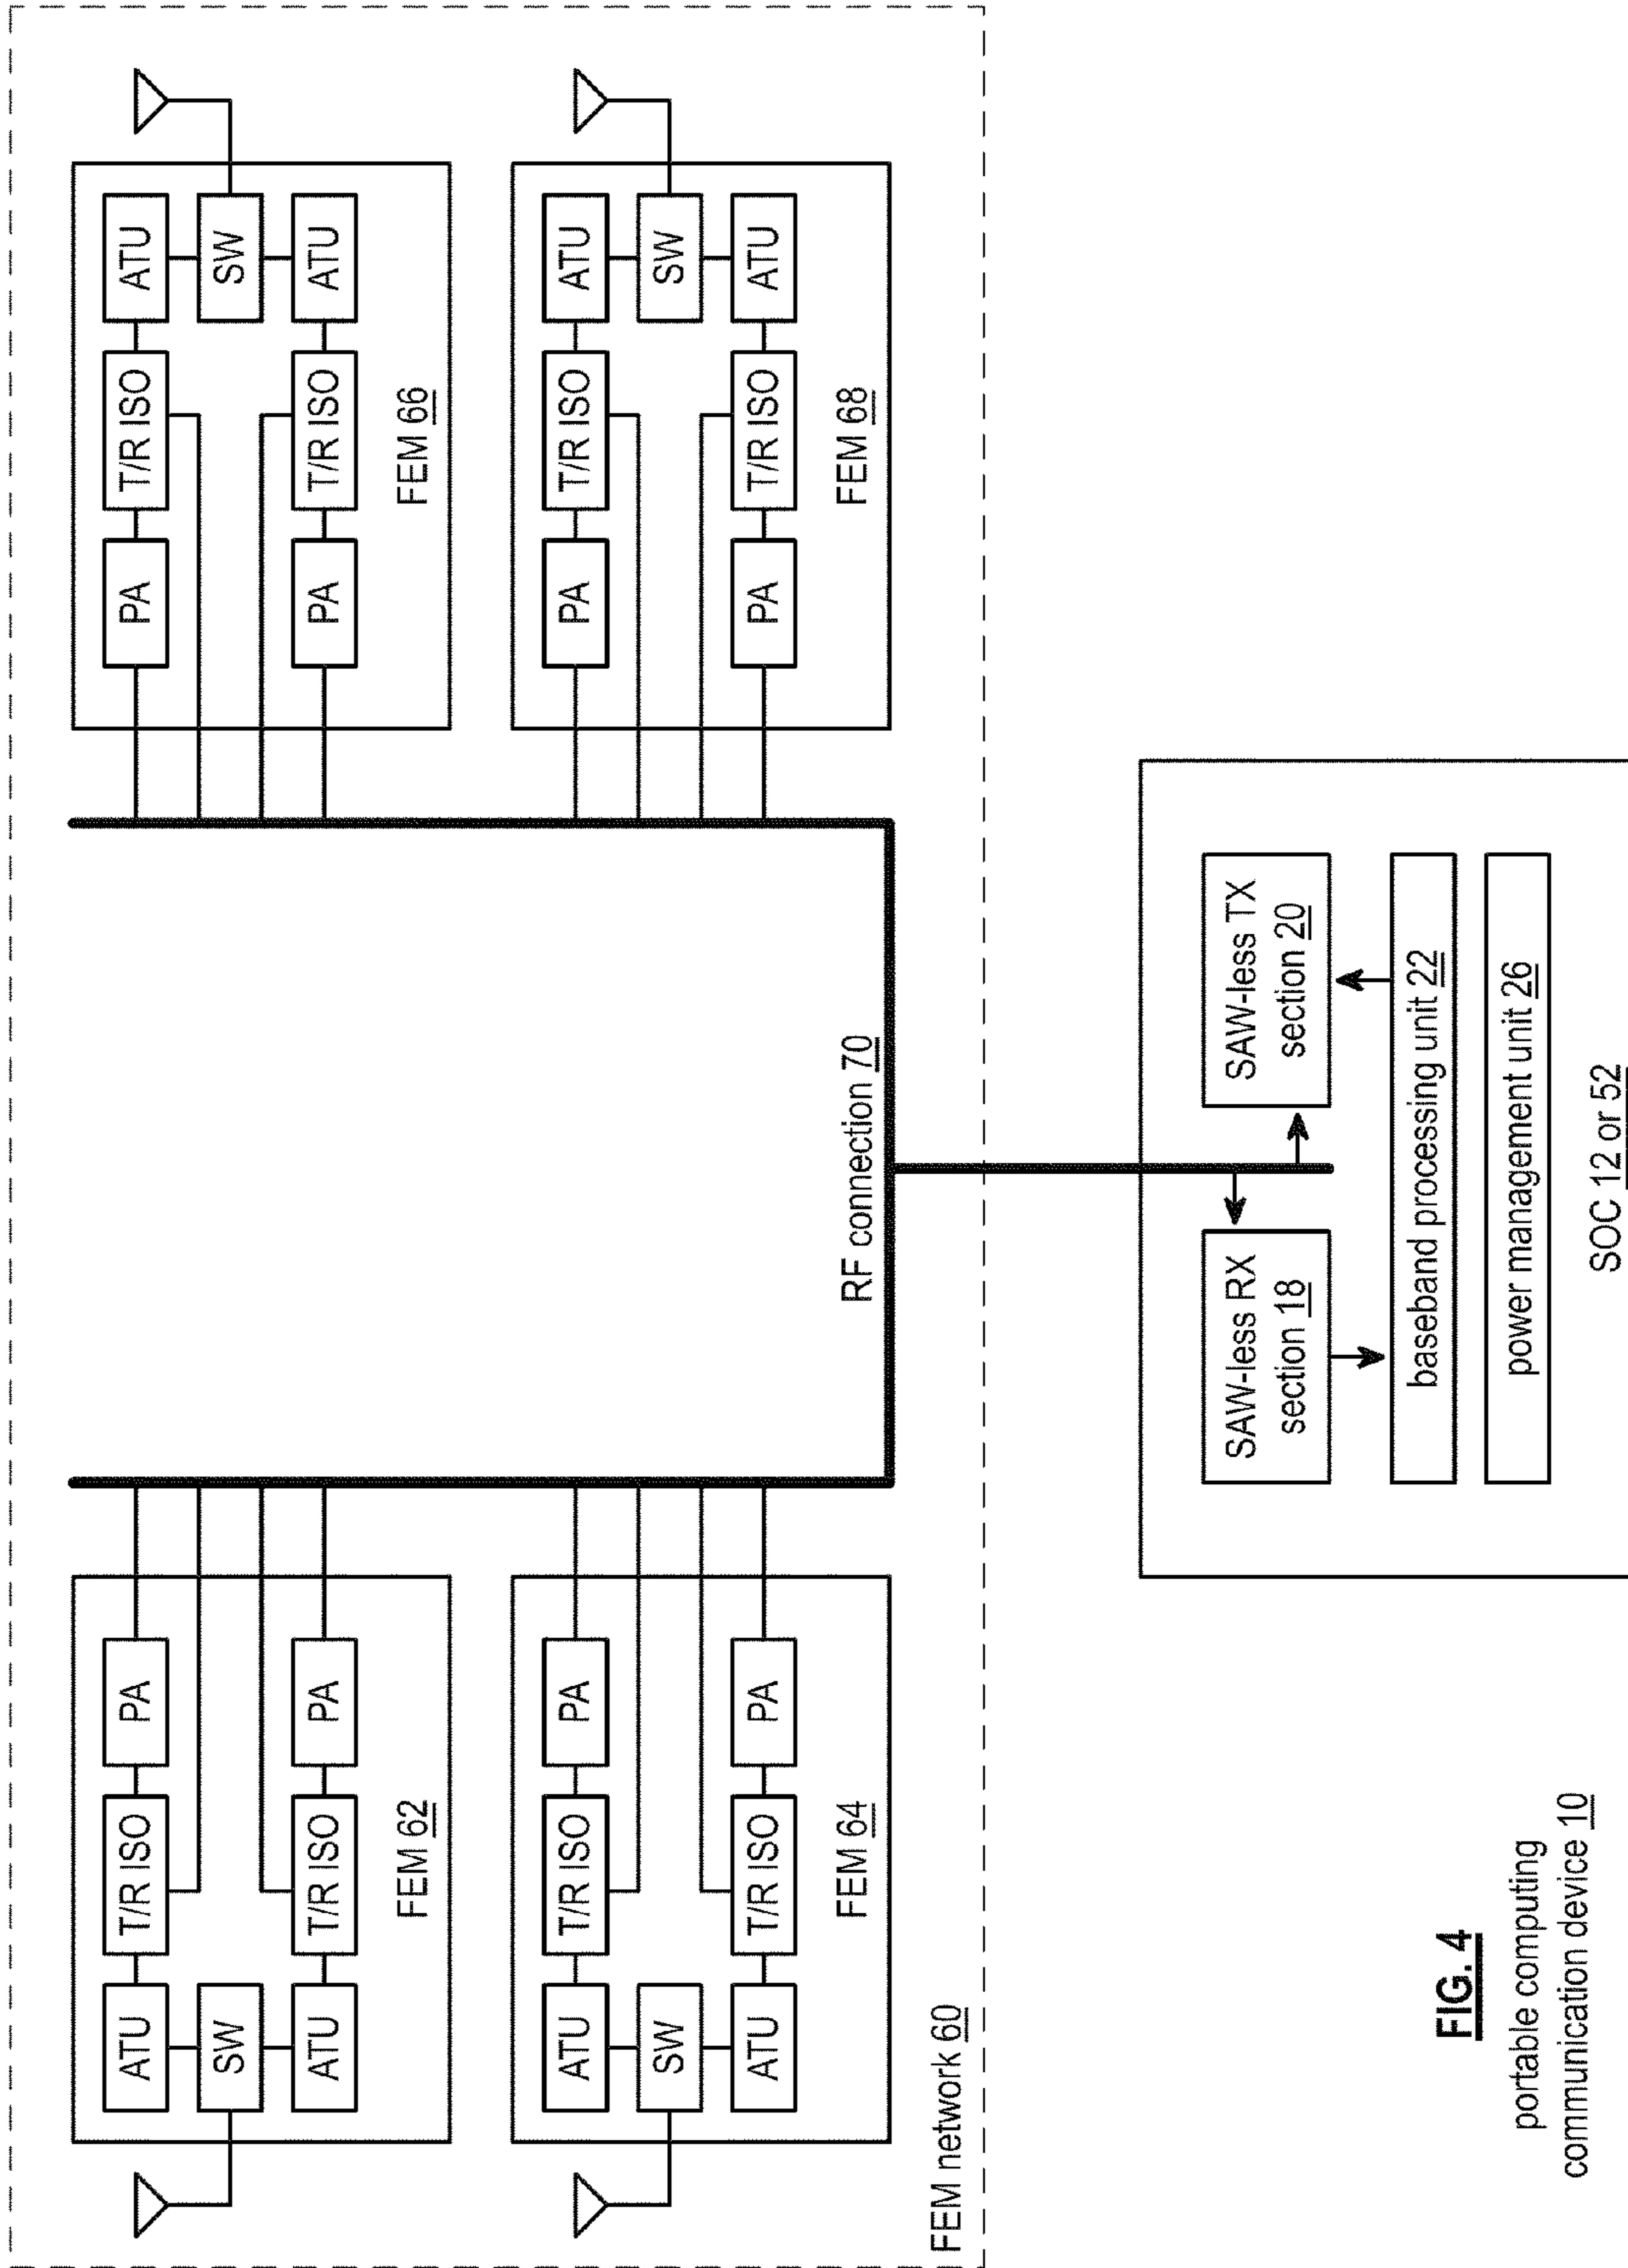 ATU
T/R ISO
PA
SW
ATU
T/R ISO
PA
FEM 62
PA
T/R ISO
ATU
SW
PA
T/R ISO
ATU
FEM 66
ATU
T/R ISO
PA
SW
ATU
T/R ISO
PA
FEM 64
PA
T/R ISO
ATU
SW
PA
T/R ISO
ATU
FEM 68
RF connection 70
FEM network 60
SAW-less RX
section 18
SAW-less TX
section 20
baseband processing unit 22
power management unit 26
SOC 12 or 52
FIG. 4
portable computing
communication device 10